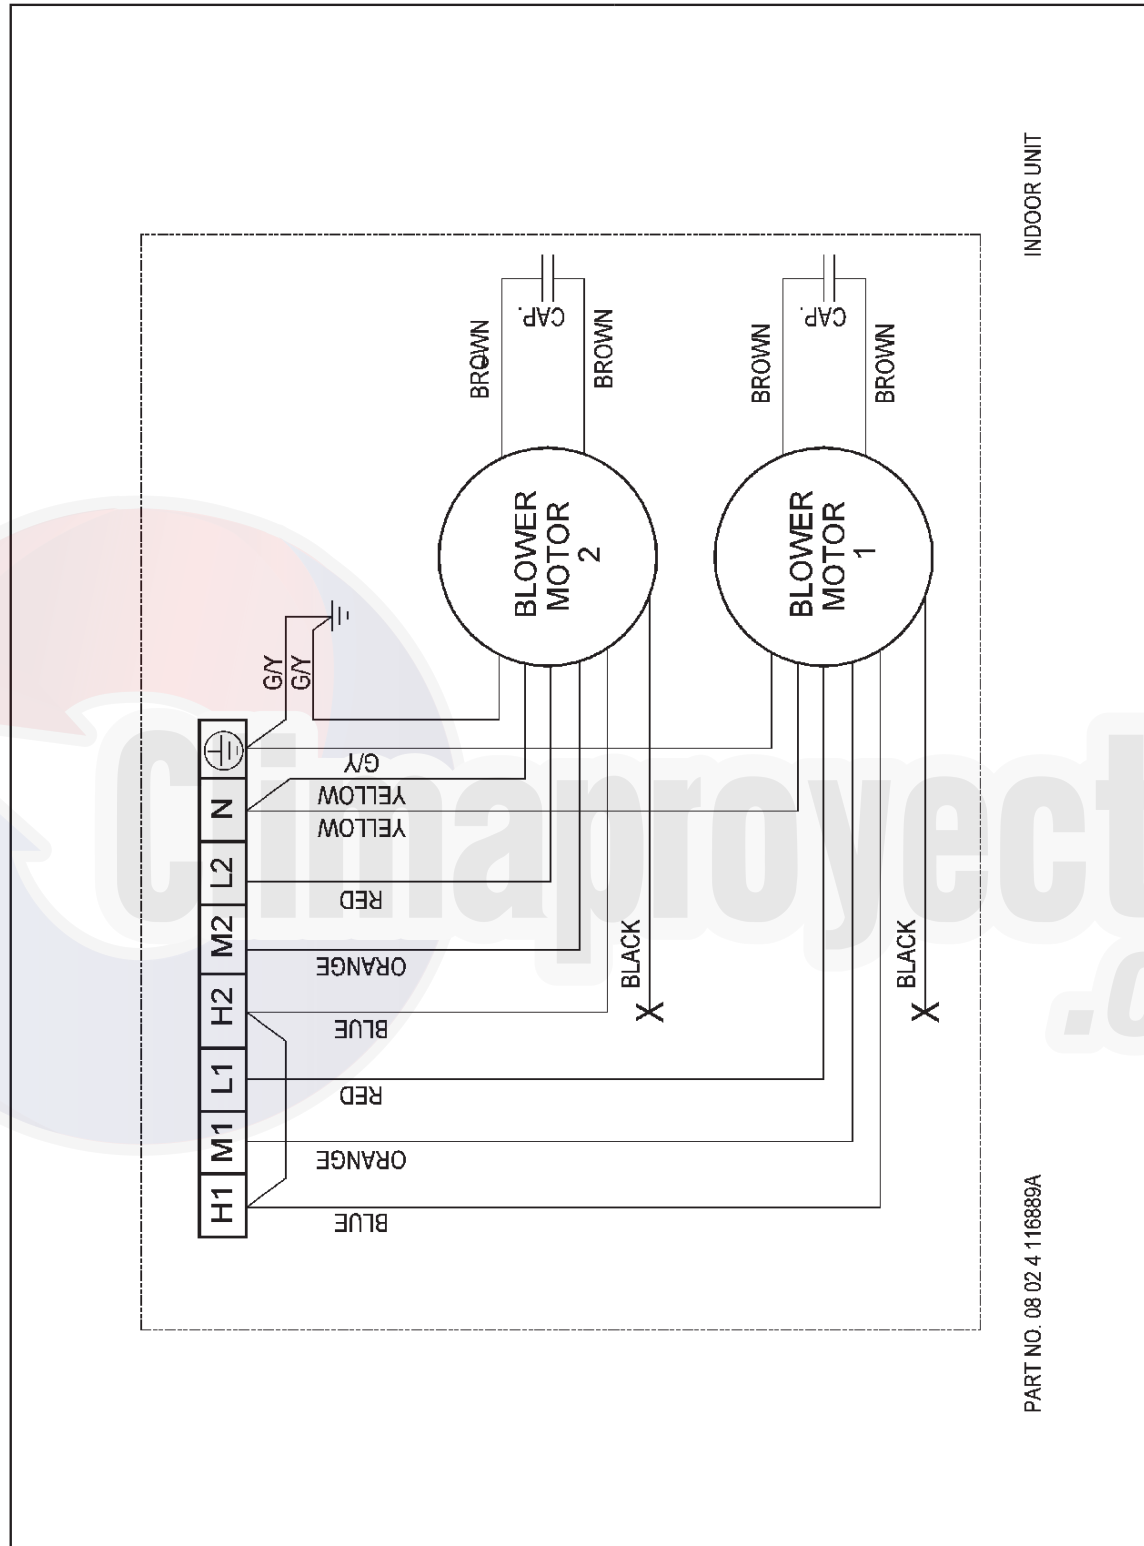 INDOOR UNIT
BROWN
CAP.
BROWN
BROWN
CAP.
BROWN
BLOWER
MOTOR
2
BLOWER
MOTOR
1
G/Y
G/Y
G/Y
YELLOW
YELLOW
RED
ORANGE
BLUE
RED
ORANGE
BLUE
BLACK
X
BLACK
X
H1 M1 L1 H2 M2 L2 N
PART NO. 08 02 4 116889A
Climaproyect
.c